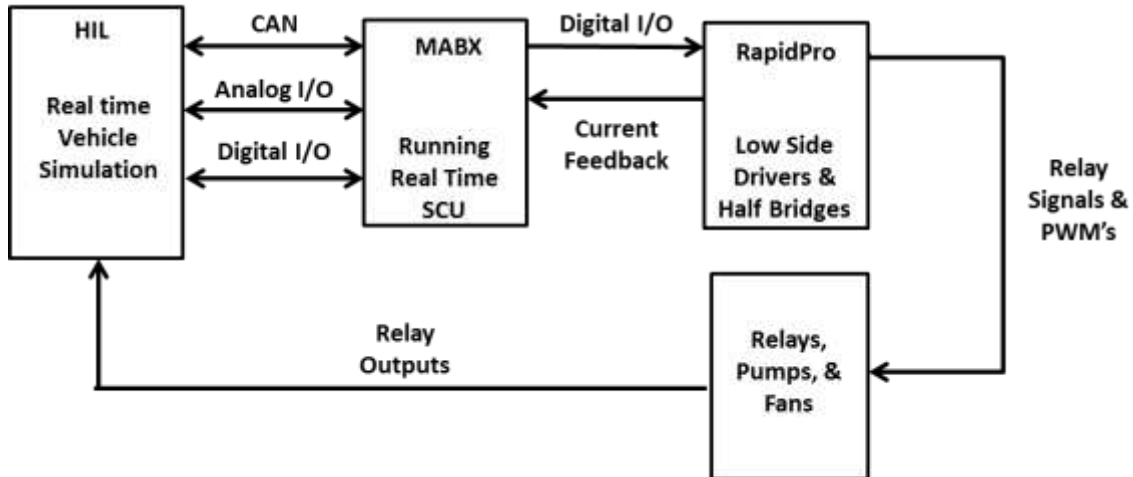 HIL
Real time
Vehicle
Simulation
CAN
Analog I/O
Digital I/O
MABX
Running
Real Time
SCU
Digital I/O
Current
Feedback
RapidPro
Low Side
Drivers &
Half Bridges
Relay
Signals &
PWM's
Relays,
Pumps, &
Fans
Relay
Outputs